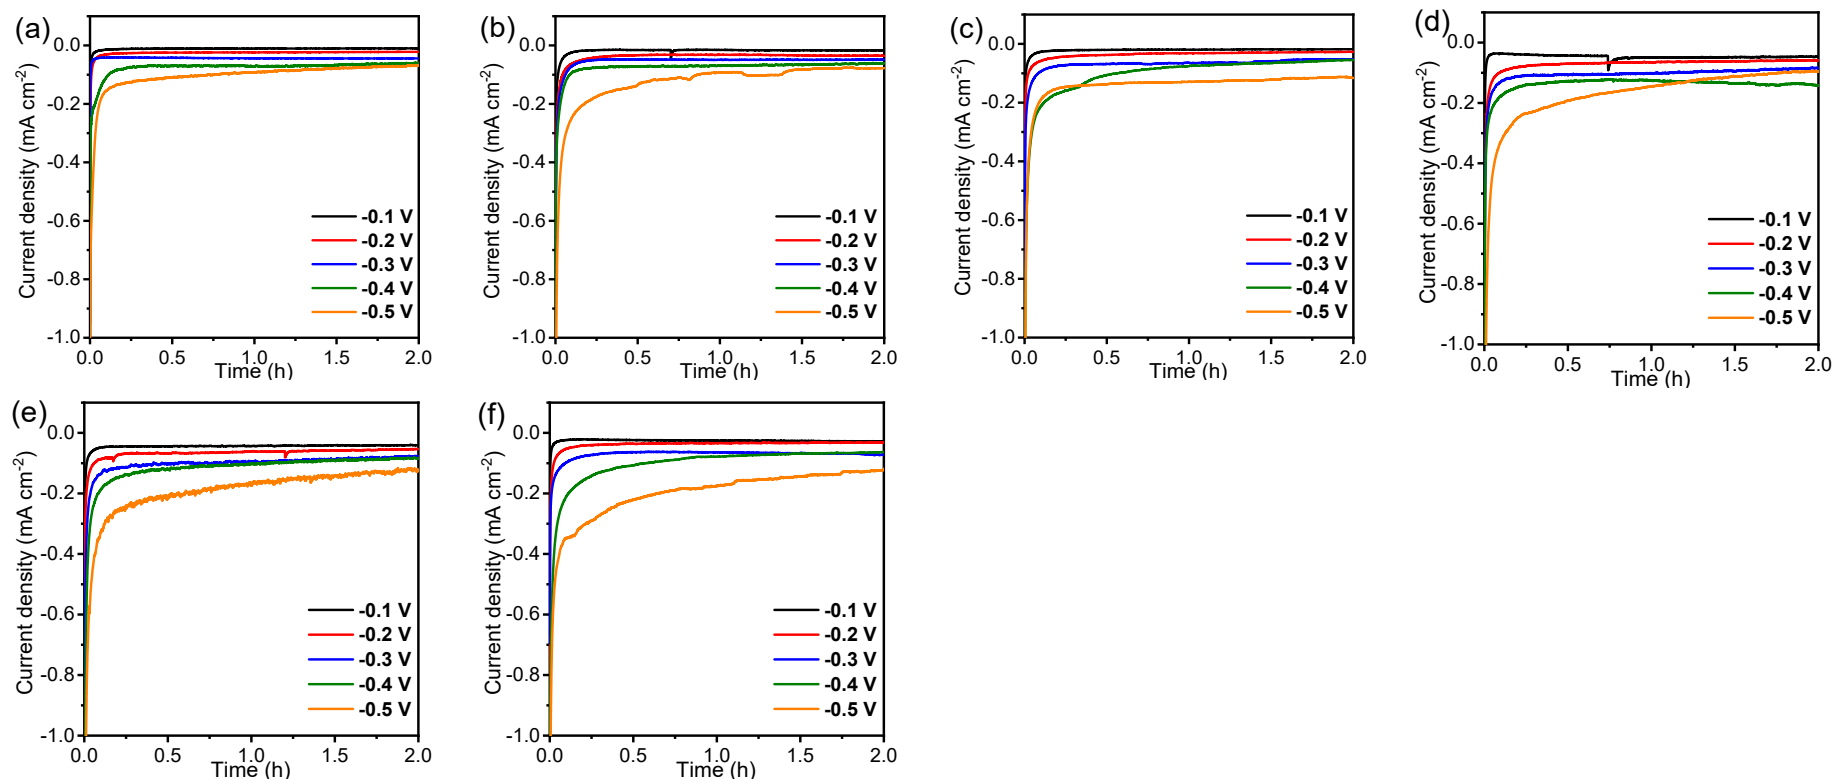 (a)
Current density (mA cm⁻²)
0.0
-0.2
-0.4
-0.6
-0.8
-1.0
-0.1 V
-0.2 V
-0.3 V
-0.4 V
-0.5 V
0.0 0.5 1.0 1.5 2.0
Time (h)
(b)
Current density (mA cm⁻²)
0.0
-0.2
-0.4
-0.6
-0.8
-1.0
-0.1 V
-0.2 V
-0.3 V
-0.4 V
-0.5 V
0.0 0.5 1.0 1.5 2.0
Time (h)
(c)
Current density (mA cm⁻²)
0.0
-0.2
-0.4
-0.6
-0.8
-1.0
-0.1 V
-0.2 V
-0.3 V
-0.4 V
-0.5 V
0.0 0.5 1.0 1.5 2.0
Time (h)
(d)
Current density (mA cm⁻²)
0.0
-0.2
-0.4
-0.6
-0.8
-1.0
-0.1 V
-0.2 V
-0.3 V
-0.4 V
-0.5 V
0.0 0.5 1.0 1.5 2.0
Time (h)
(e)
Current density (mA cm⁻²)
0.0
-0.2
-0.4
-0.6
-0.8
-1.0
-0.1 V
-0.2 V
-0.3 V
-0.4 V
-0.5 V
0.0 0.5 1.0 1.5 2.0
Time (h)
(f)
Current density (mA cm⁻²)
0.0
-0.2
-0.4
-0.6
-0.8
-1.0
-0.1 V
-0.2 V
-0.3 V
-0.4 V
-0.5 V
0.0 0.5 1.0 1.5 2.0
Time (h)